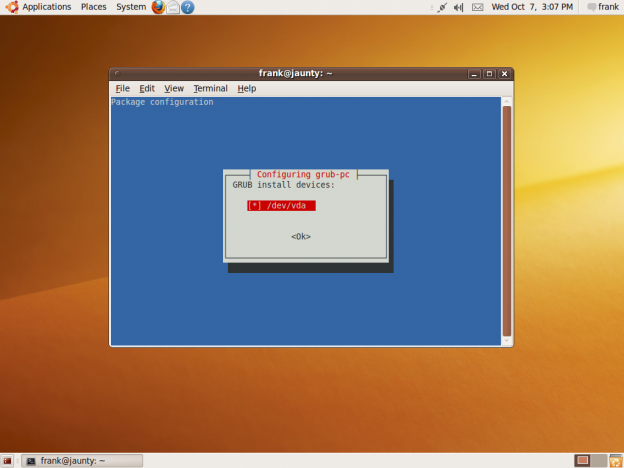 Applications Places System Wed Oct 7, 3:07 PM frank
frank@jaunty: ~
File Edit View Terminal Help
Package configuration
Configuring grub-pc
GRUB install devices:
[*] /dev/vda
<Ok>
frank@jaunty: ~